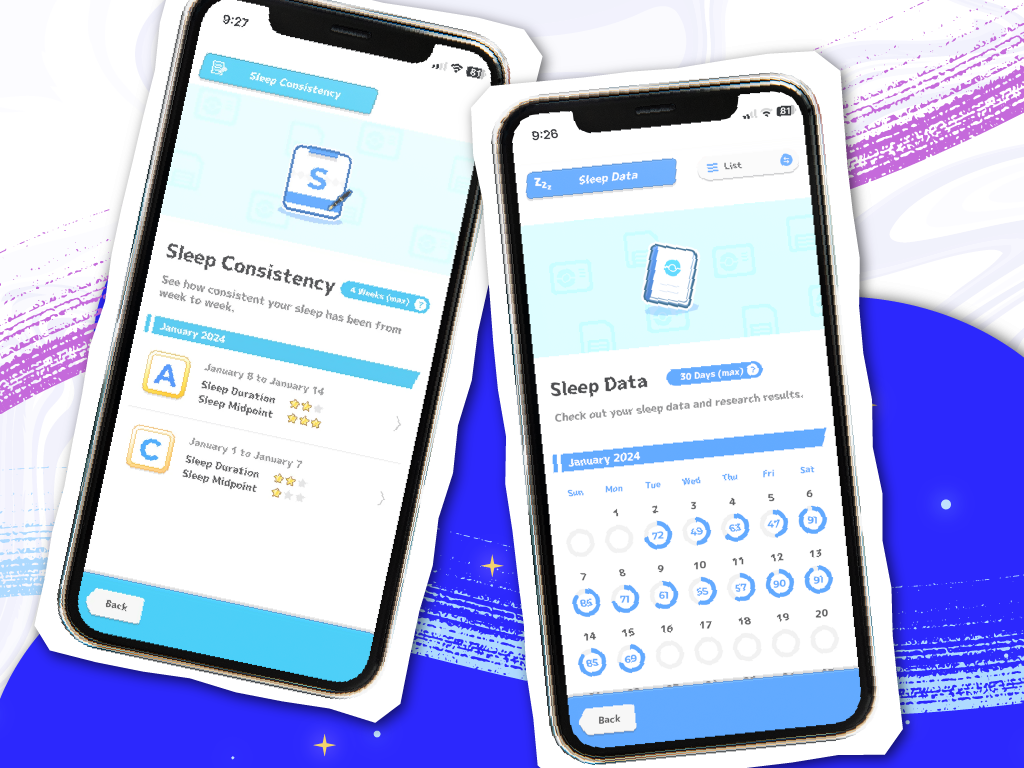 9:27
81
Sleep Consistency
S
Sleep Consistency
4 Weeks (max) ?
See how consistent your sleep has been from
week to week.
January 2024
A
January 8 to January 14
Sleep Duration
Sleep Midpoint
C
January 1 to January 7
Sleep Duration
Sleep Midpoint
Back
9:26
81
Zzz Sleep Data
List
Sleep Data
30 Days (max) ?
Check out your sleep data and research results.
January 2024
Sun Mon Tue Wed Thu Fri Sat
1 2 3 4 5 6
72 49 63 47 91
7 8 9 10 11 12 13
85 71 61 55 57 90 91
14 15 16 17 18 19 20
85 69
Back